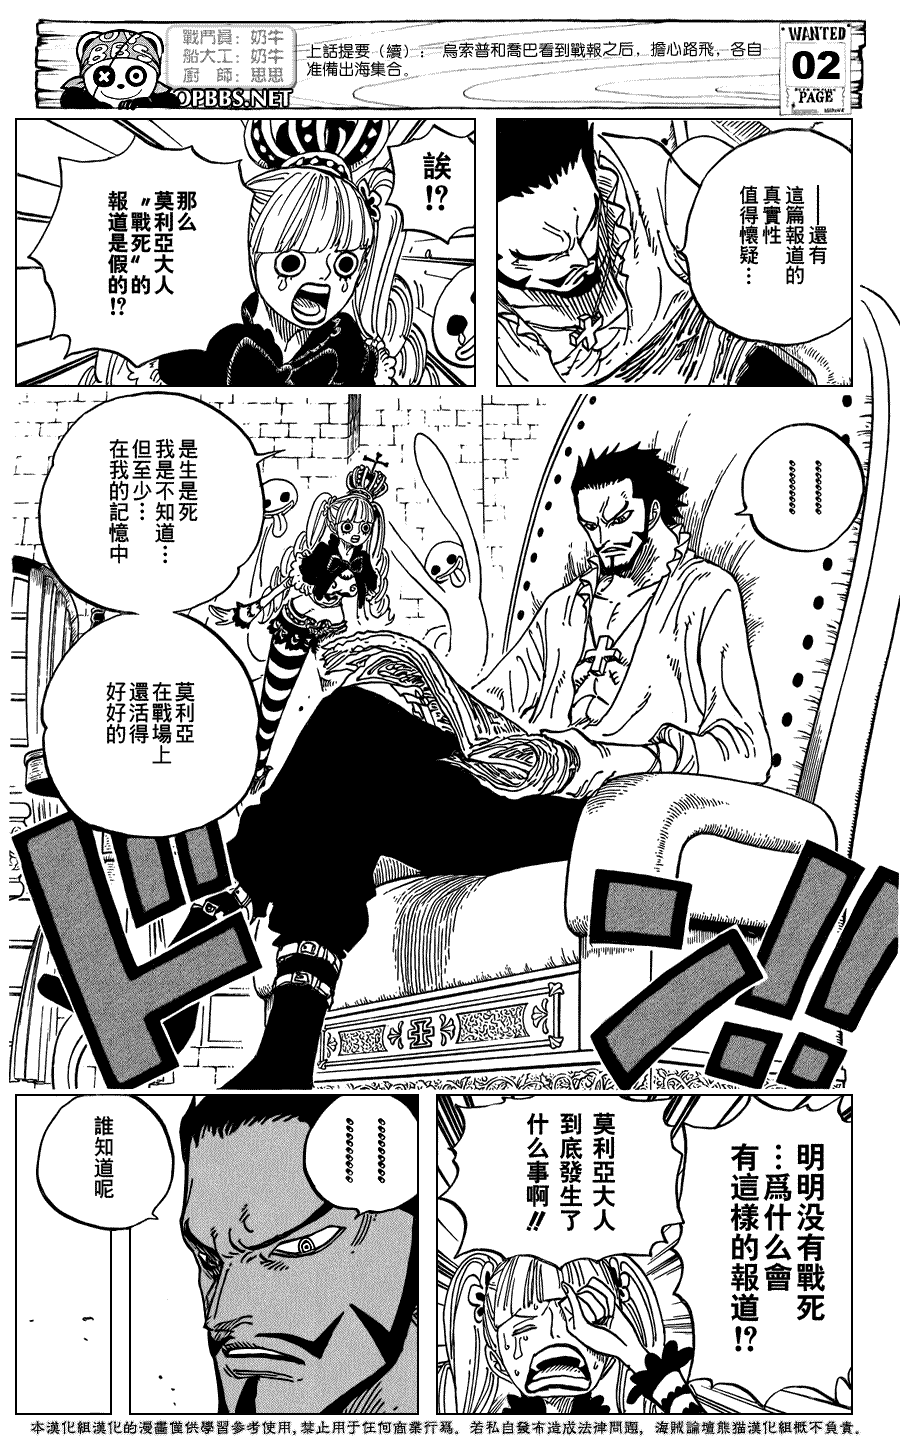 戰鬥員：奶牛
船大工：奶牛
廚　師：思思
OPBBS.NET
上話提要（續）： 烏索普和喬巴看到戰報之后，擔心路飛，各自
准備出海集合。
WANTED
02
PAGE
——還有
這篇報道的
真實性
值得懷疑…
誒
!?
那么
莫利亞大人
〝戰死〞的
報道是假的!?
………………
是生是死
我是不知道…
但至少…
在我的記憶中
莫利亞
在戰場上
還活得
好好的
ドン!!
明明没有戰死
…爲什么會
有這樣的報道!?
莫利亞大人
到底發生了
什么事啊!!
………………
誰知道呢
本漢化組漢化的漫畫僅供學習參考使用,禁止用于任何商業行爲。若私自發布造成法律問題，海賊論壇熊猫漢化組概不負責。